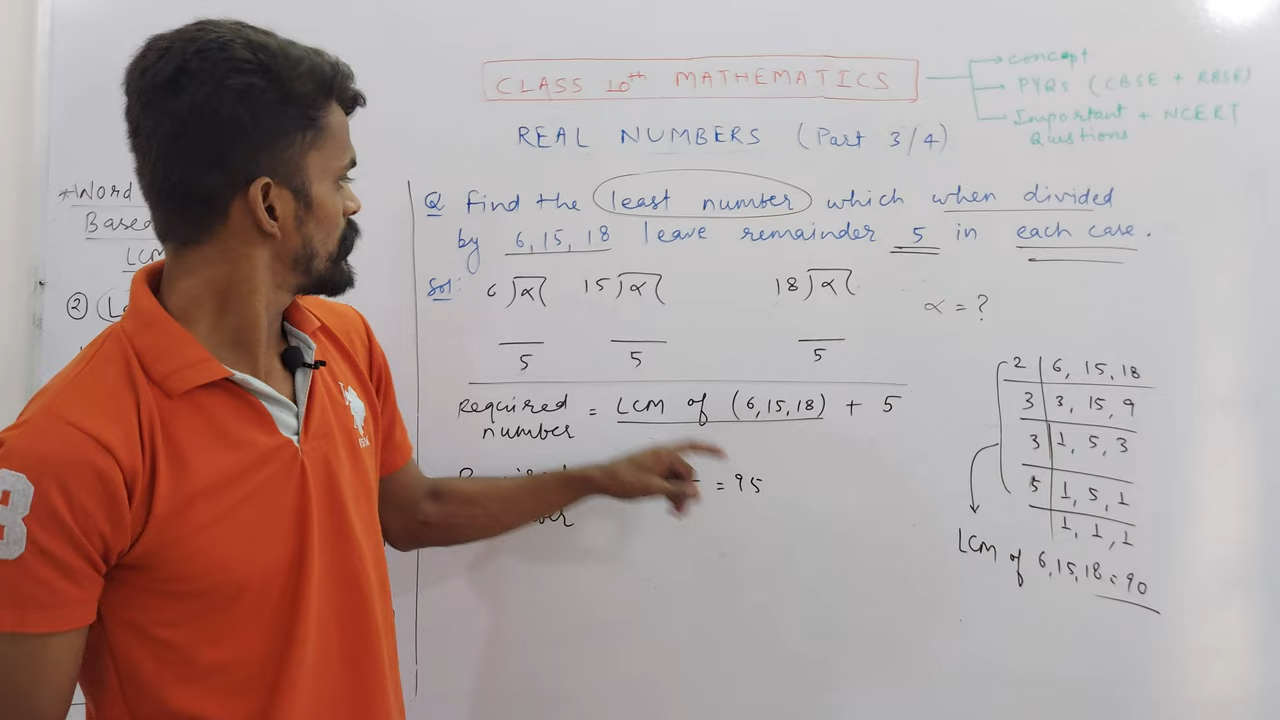 CLASS 10th MATHEMATICS
concept
PYQs (CBSE + RBSE)
Important + NCERT
Qustions
REAL NUMBERS (Part 3/4)
*Word
Based
LCM
2
Q Find the least number which when divided
by 6, 15, 18 leave remainder 5 in each case.
Sol:
6)α( 15)α( 18)α(
5 5 5
α = ?
Required = LCM of (6,15,18) + 5
number
= 95
2 | 6, 15, 18
3 | 3, 15, 9
3 | 1, 5, 3
5 | 1, 5, 1
1, 1, 1
LCM of 6,15,18 = 90
3